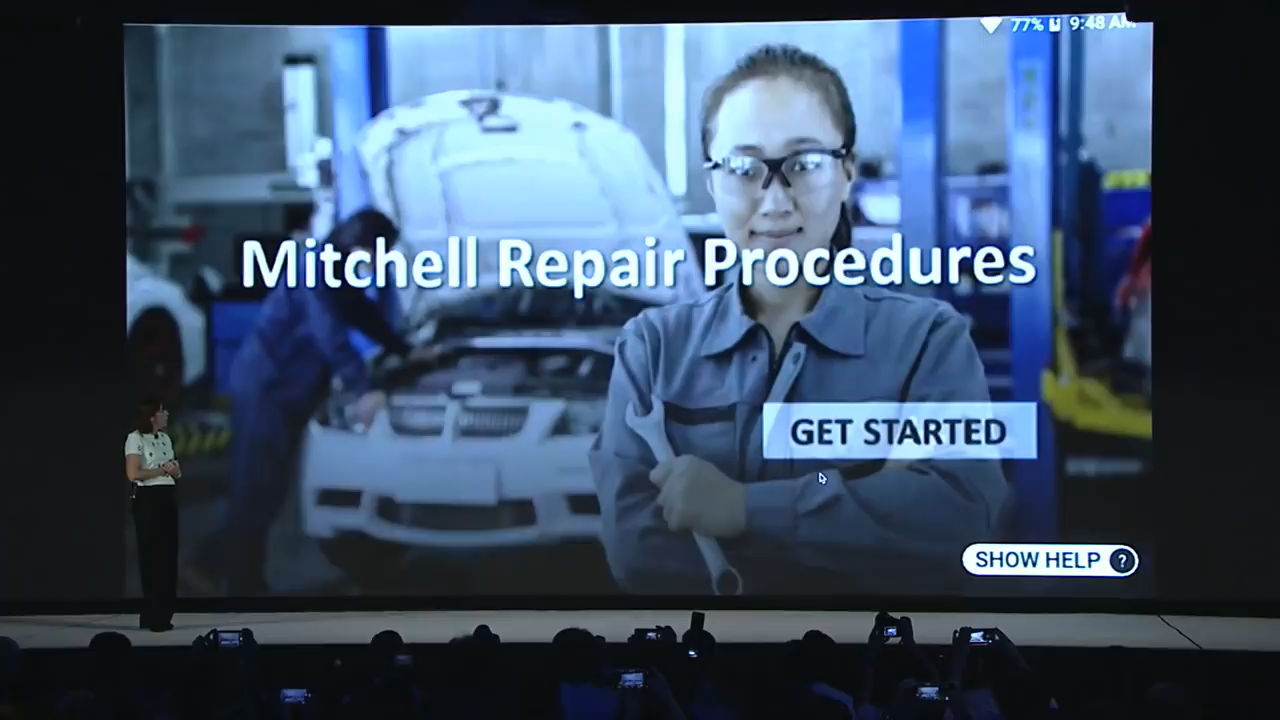 77% 9:48 AM
Mitchell Repair Procedures
GET STARTED
SHOW HELP ?